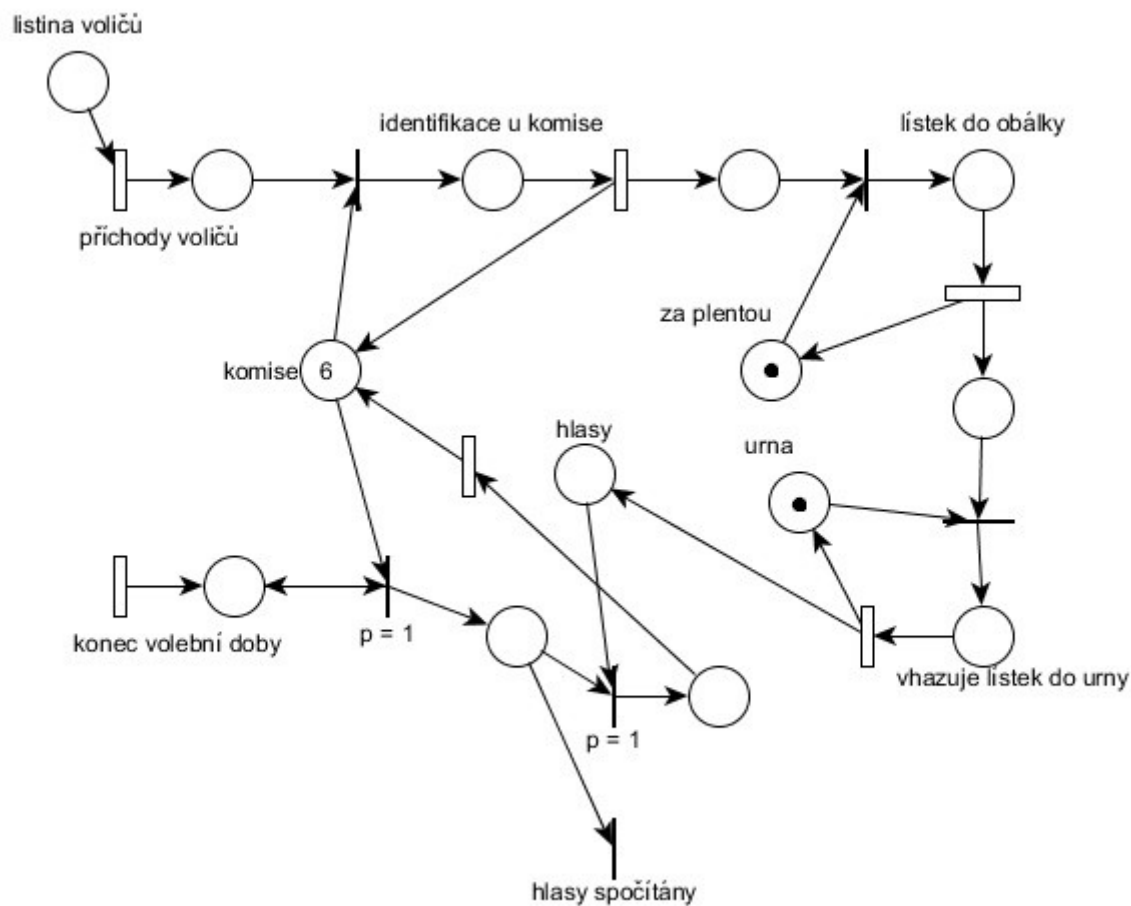 listina voličů
identifikace u komise
lístek do obálky
příchody voličů
za plentou
komise
6
hlasy
urna
konec volební doby
p = 1
vhazuje lístek do urny
p = 1
hlasy spočítány